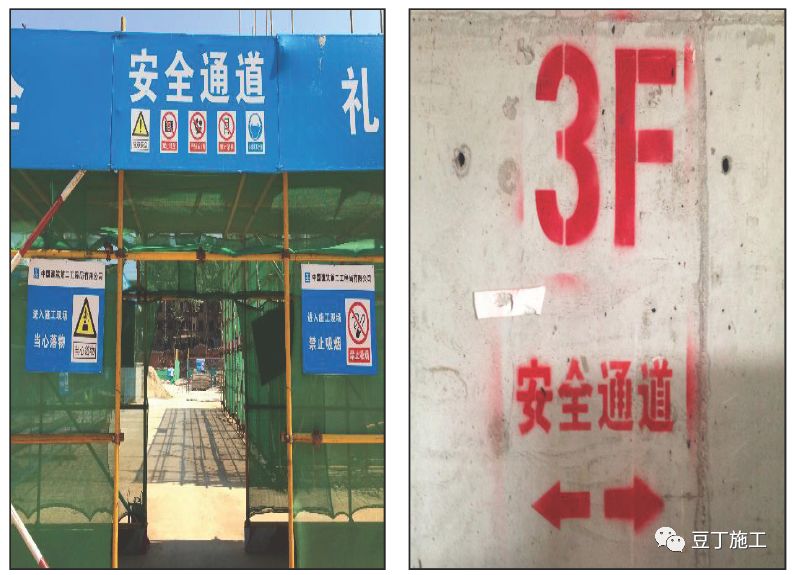 安全通道
礼
中国建筑第二工程局有限公司
进入施工现场
当心落物
当心落物
中国建筑第二工程局有限公司
进入施工现场
禁止吸烟
禁止吸烟
3F
安全通道
豆丁施工